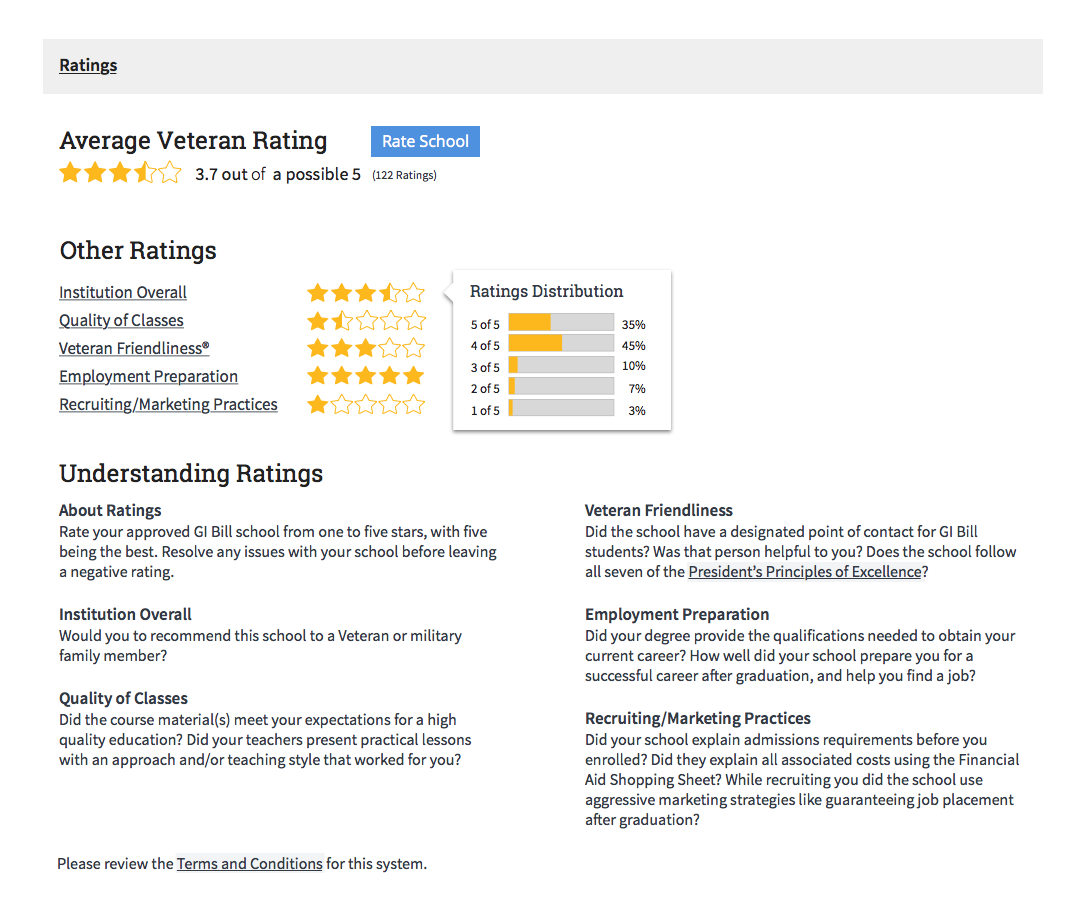 Ratings
Average Veteran Rating
Rate School
3.7 out of a possible 5 (122 Ratings)
Other Ratings
Institution Overall
Quality of Classes
Veteran Friendliness®
Employment Preparation
Recruiting/Marketing Practices
Ratings Distribution
5 of 5 35%
4 of 5 45%
3 of 5 10%
2 of 5 7%
1 of 5 3%
Understanding Ratings
About Ratings
Rate your approved GI Bill school from one to five stars, with five
being the best. Resolve any issues with your school before leaving
a negative rating.
Institution Overall
Would you to recommend this school to a Veteran or military
family member?
Quality of Classes
Did the course material(s) meet your expectations for a high
quality education? Did your teachers present practical lessons
with an approach and/or teaching style that worked for you?
Veteran Friendliness
Did the school have a designated point of contact for GI Bill
students? Was that person helpful to you? Does the school follow
all seven of the President's Principles of Excellence?
Employment Preparation
Did your degree provide the qualifications needed to obtain your
current career? How well did your school prepare you for a
successful career after graduation, and help you find a job?
Recruiting/Marketing Practices
Did your school explain admissions requirements before you
enrolled? Did they explain all associated costs using the Financial
Aid Shopping Sheet? While recruiting you did the school use
aggressive marketing strategies like guaranteeing job placement
after graduation?
Please review the Terms and Conditions for this system.